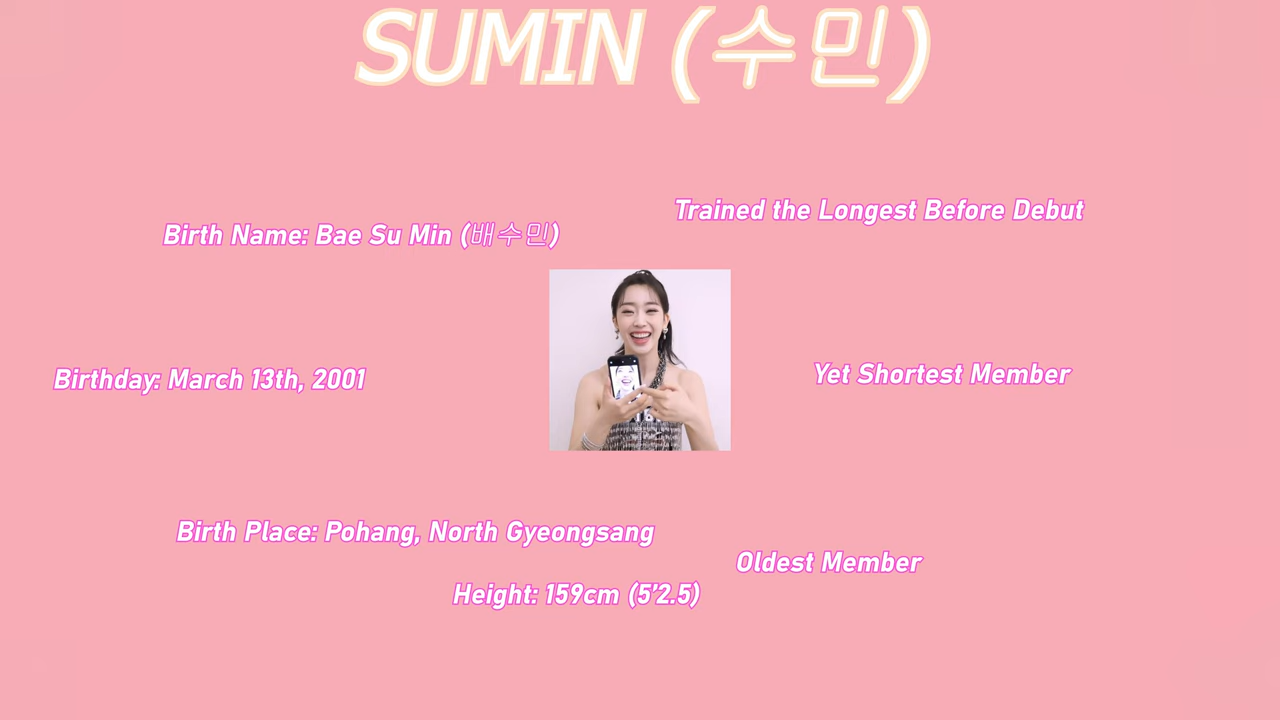 SUMIN (수민)
Trained the Longest Before Debut
Birth Name: Bae Su Min (배수민)
Birthday: March 13th, 2001
Yet Shortest Member
Birth Place: Pohang, North Gyeongsang
Oldest Member
Height: 159cm (5'2.5)